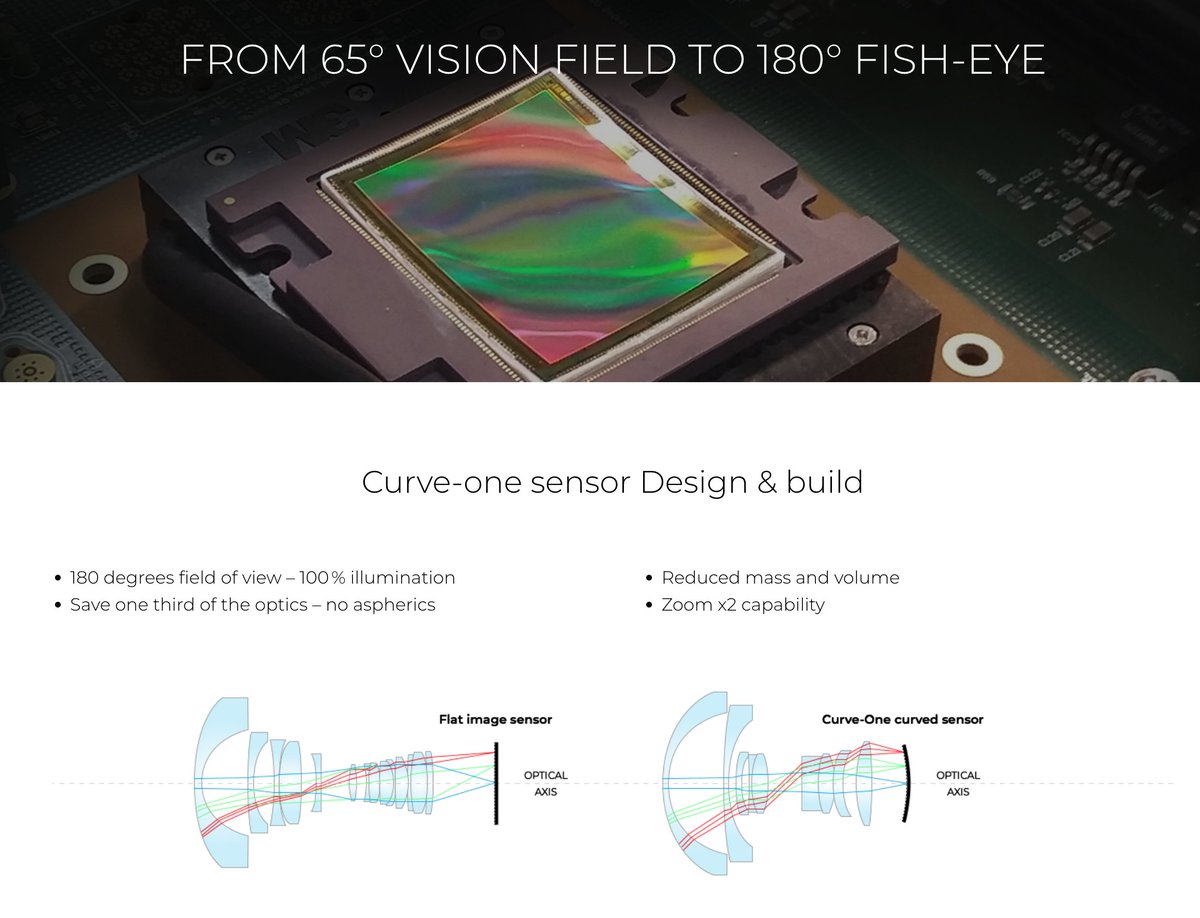 FROM 65° VISION FIELD TO 180° FISH-EYE
Curve-one sensor Design & build
• 180 degrees field of view – 100% illumination
• Save one third of the optics – no aspherics
• Reduced mass and volume
• Zoom x2 capability
Flat image sensor
OPTICAL
AXIS
Curve-One curved sensor
OPTICAL
AXIS